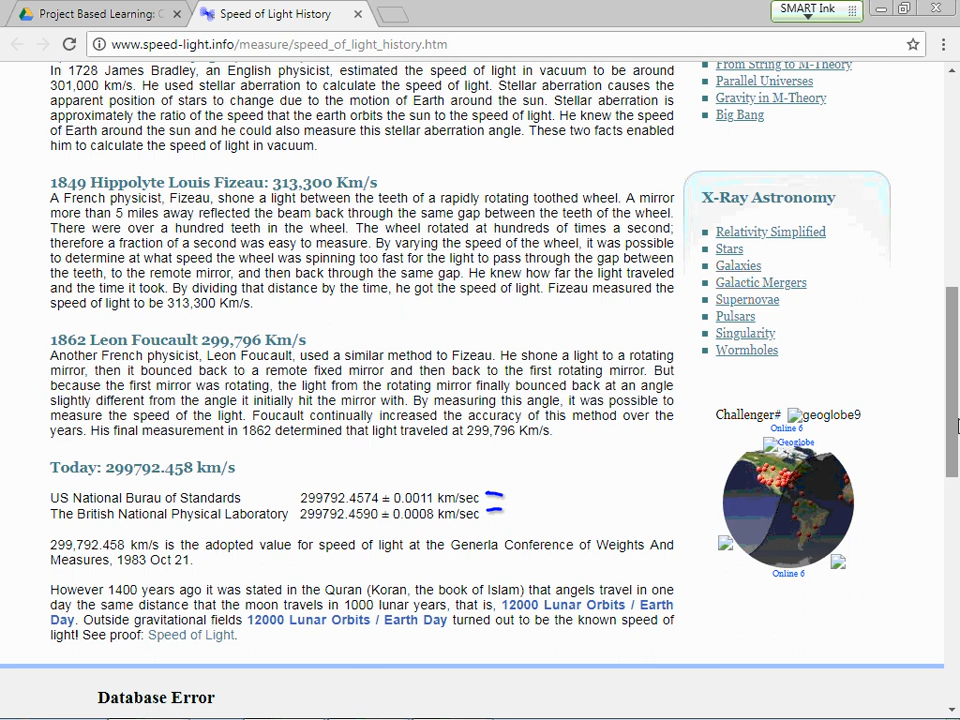 Project Based Learning: C
Speed of Light History
SMART Ink
www.speed-light.info/measure/speed_of_light_history.htm
In 1728 James Bradley, an English physicist, estimated the speed of light in vacuum to be around
301,000 km/s. He used stellar aberration to calculate the speed of light. Stellar aberration causes the
apparent position of stars to change due to the motion of Earth around the sun. Stellar aberration is
approximately the ratio of the speed that the earth orbits the sun to the speed of light. He knew the speed
of Earth around the sun and he could also measure this stellar aberration angle. These two facts enabled
him to calculate the speed of light in vacuum.
1849 Hippolyte Louis Fizeau: 313,300 Km/s
A French physicist, Fizeau, shone a light between the teeth of a rapidly rotating toothed wheel. A mirror
more than 5 miles away reflected the beam back through the same gap between the teeth of the wheel.
There were over a hundred teeth in the wheel. The wheel rotated at hundreds of times a second;
therefore a fraction of a second was easy to measure. By varying the speed of the wheel, it was possible
to determine at what speed the wheel was spinning too fast for the light to pass through the gap between
the teeth, to the remote mirror, and then back through the same gap. He knew how far the light traveled
and the time it took. By dividing that distance by the time, he got the speed of light. Fizeau measured the
speed of light to be 313,300 Km/s.
1862 Leon Foucault 299,796 Km/s
Another French physicist, Leon Foucault, used a similar method to Fizeau. He shone a light to a rotating
mirror, then it bounced back to a remote fixed mirror and then back to the first rotating mirror. But
because the first mirror was rotating, the light from the rotating mirror finally bounced back at an angle
slightly different from the angle it initially hit the mirror with. By measuring this angle, it was possible to
measure the speed of the light. Foucault continually increased the accuracy of this method over the
years. His final measurement in 1862 determined that light traveled at 299,796 Km/s.
Today: 299792.458 km/s
US National Burau of Standards 299792.4574 ± 0.0011 km/sec
The British National Physical Laboratory 299792.4590 ± 0.0008 km/sec
299,792.458 km/s is the adopted value for speed of light at the Generla Conference of Weights And
Measures, 1983 Oct 21.
However 1400 years ago it was stated in the Quran (Koran, the book of Islam) that angels travel in one
day the same distance that the moon travels in 1000 lunar years, that is, 12000 Lunar Orbits / Earth
Day. Outside gravitational fields 12000 Lunar Orbits / Earth Day turned out to be the known speed of
light! See proof: Speed of Light.
From String to M-Theory
Parallel Universes
Gravity in M-Theory
Big Bang
X-Ray Astronomy
Relativity Simplified
Stars
Galaxies
Galactic Mergers
Supernovae
Pulsars
Singularity
Wormholes
Challenger# geoglobe9
Online 6
Geoglobe
Online 6
Database Error